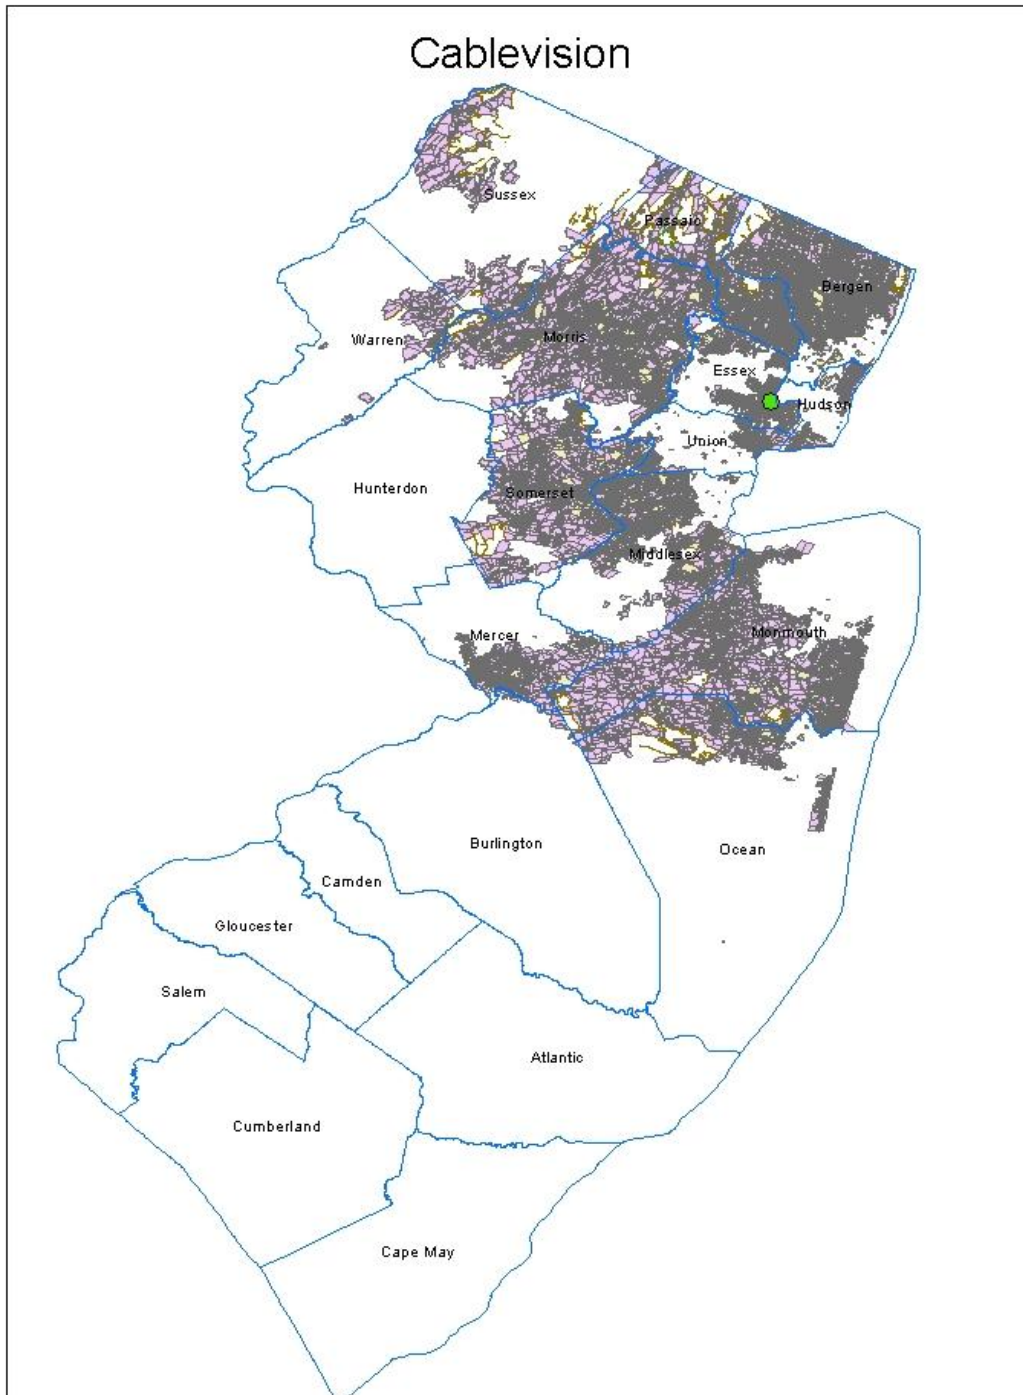 Cablevision
Sussex
Passaic
Bergen
Warren
Morris
Essex
Hudson
Union
Hunterdon
Somerset
Middlesex
Mercer
Monmouth
Burlington
Ocean
Camden
Gloucester
Salem
Atlantic
Cumberland
Cape May